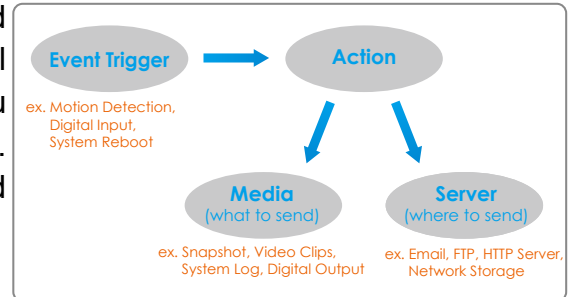 d
l
u
.
d
Event Trigger
Action
ex. Motion Detection,
Digital Input,
System Reboot
Media
(what to send)
Server
(where to send)
ex. Snapshot, Video Clips,
System Log, Digital Output
ex. Email, FTP, HTTP Server,
Network Storage